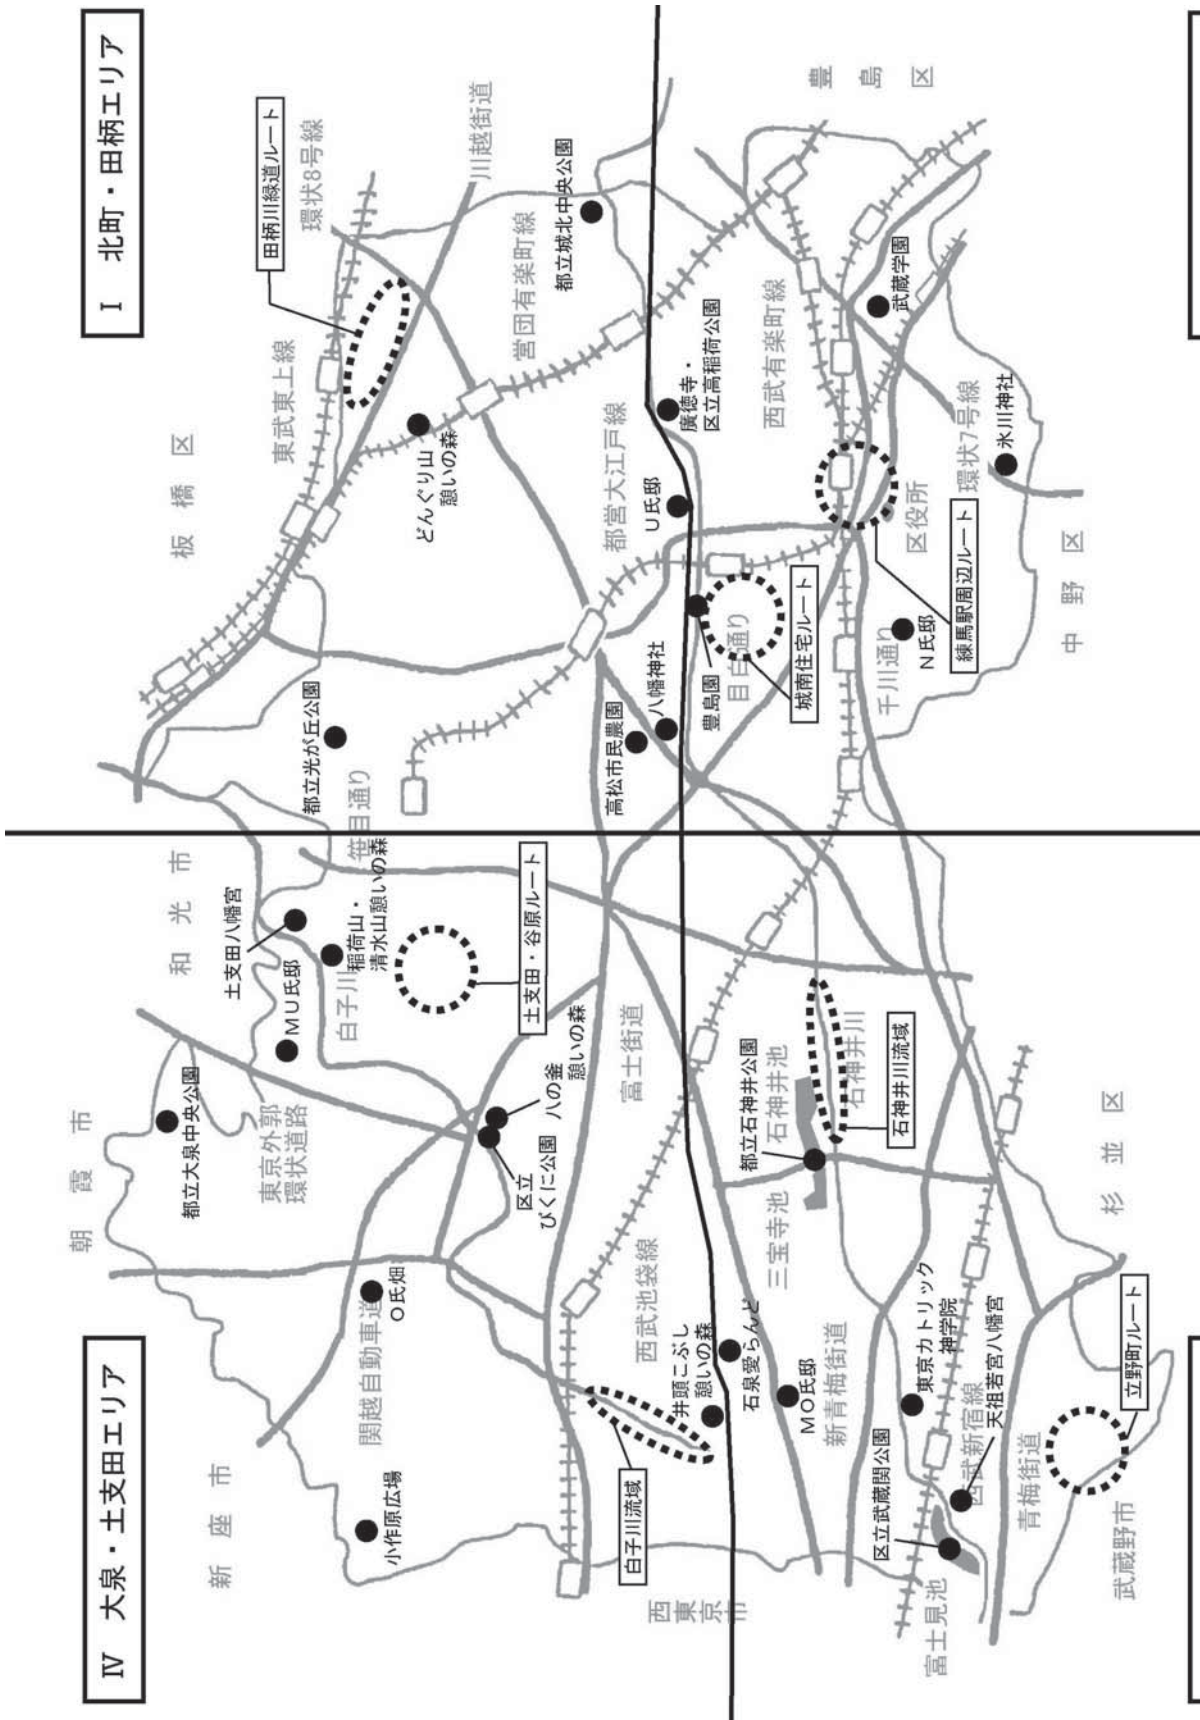 Ⅳ 大泉・土支田エリア
Ⅰ 北町・田柄エリア
朝霞市
和光市
板橋区
新座市
都立大泉中央公園
東京外郭
環状道路
土支田八幡宮
MU氏邸
稲荷山・
清水山憩いの森
白子川
笹目通り
都立光が丘公園
東武東上線
環状8号線
田柄川緑道ルート
川越街道
どんぐり山
憩いの森
営団有楽町線
都立城北中央公園
小作原広場
関越自動車道
O氏畑
区立
びくに公園
八の釜
憩いの森
土支田・谷原ルート
富士街道
高松市民農園
八幡神社
都営大江戸線
U氏邸
廣徳寺・
区立高稲荷公園
西武有楽町線
豊島区
白子川流域
西武池袋線
井頭こぶし
憩いの森
石泉愛らんど
西東京市
MO氏邸
新青梅街道
三宝寺池
都立石神井公園
石神井池
石神井川
石神井川流域
豊島園
目白通り
城南住宅ルート
千川通り
N氏邸
区役所
練馬駅周辺ルート
武蔵学園
環状7号線
氷川神社
中野区
区立武蔵関公園
富士見池
東京カトリック
神学院
西武新宿線
天祖若宮八幡宮
青梅街道
立野町ルート
武蔵野市
杉並区